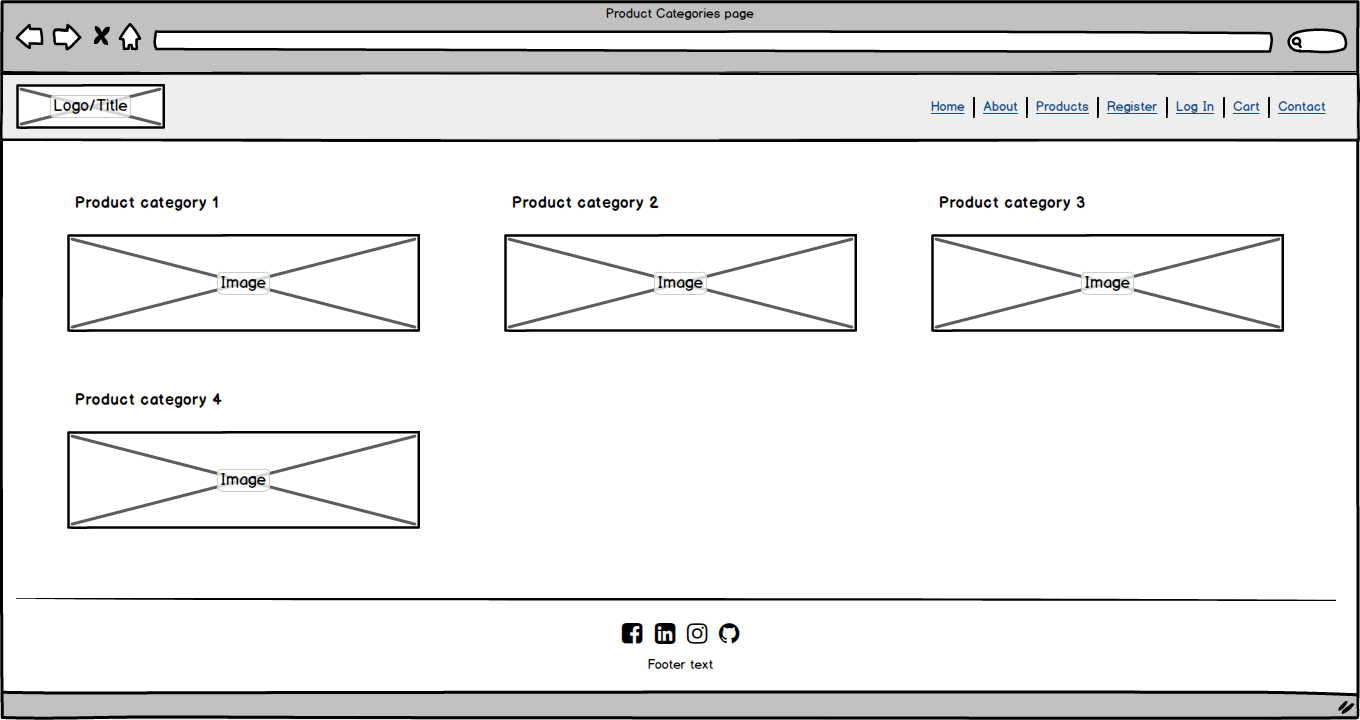 Product Categories page
Logo/Title
Home About Products Register Log In Cart Contact
Product category 1 Product category 2 Product category 3
Image Image Image
Product category 4
Image
Footer text